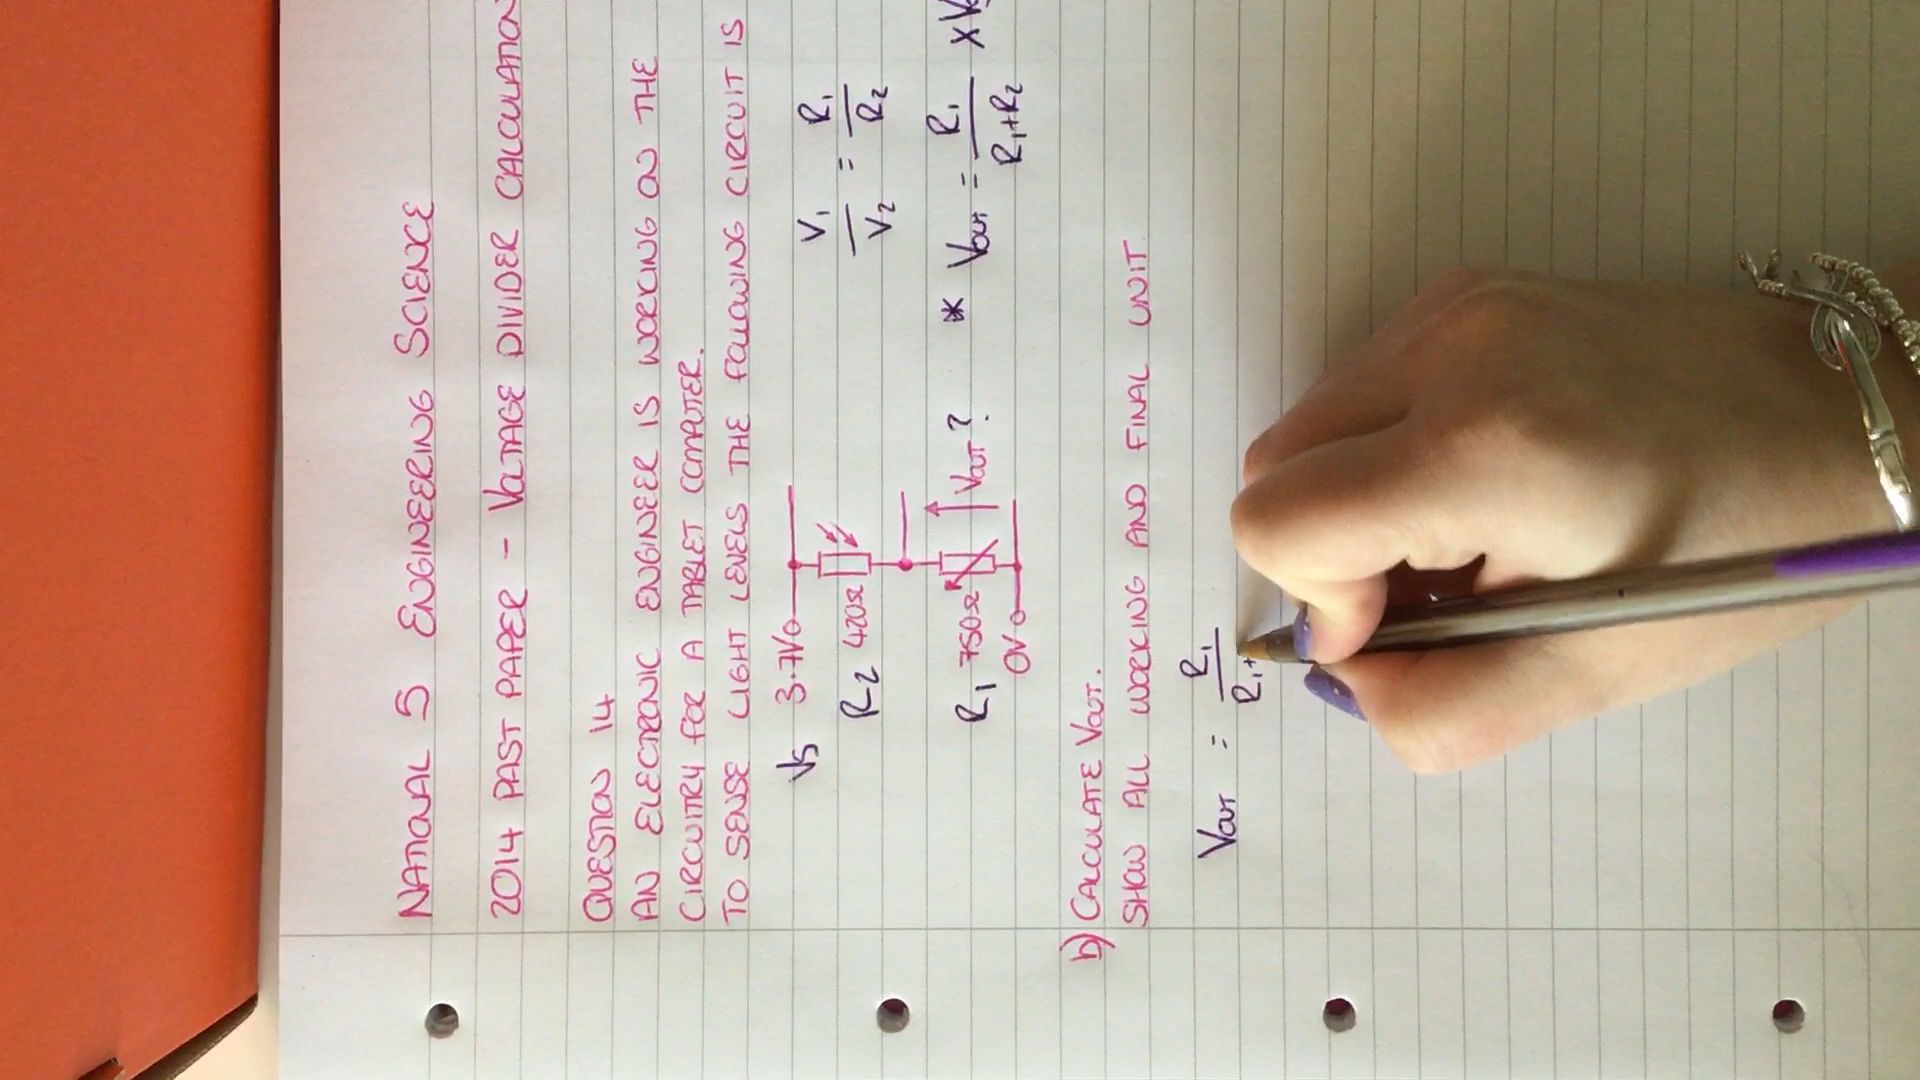 NATIONAL 5 ENGINEERING SCIENCE
2014 PAST PAPER - VOLTAGE DIVIDER CALCULATION
QUESTION 14
AN ELECTRONIC ENGINEER IS WORKING ON THE
CIRCUITRY FOR A TABLET COMPUTER.
TO SENSE LIGHT LEVELS THE FOLLOWING CIRCUIT IS
Vs 3.7V
R2 420Ω
R1 750Ω
0V
VOUT?
V1/V2 = R1/R2
* VOUT = R1/R1+R2 x
b) CALCULATE VOUT.
SHOW ALL WORKING AND FINAL UNIT.
VOUT = R1/R1+